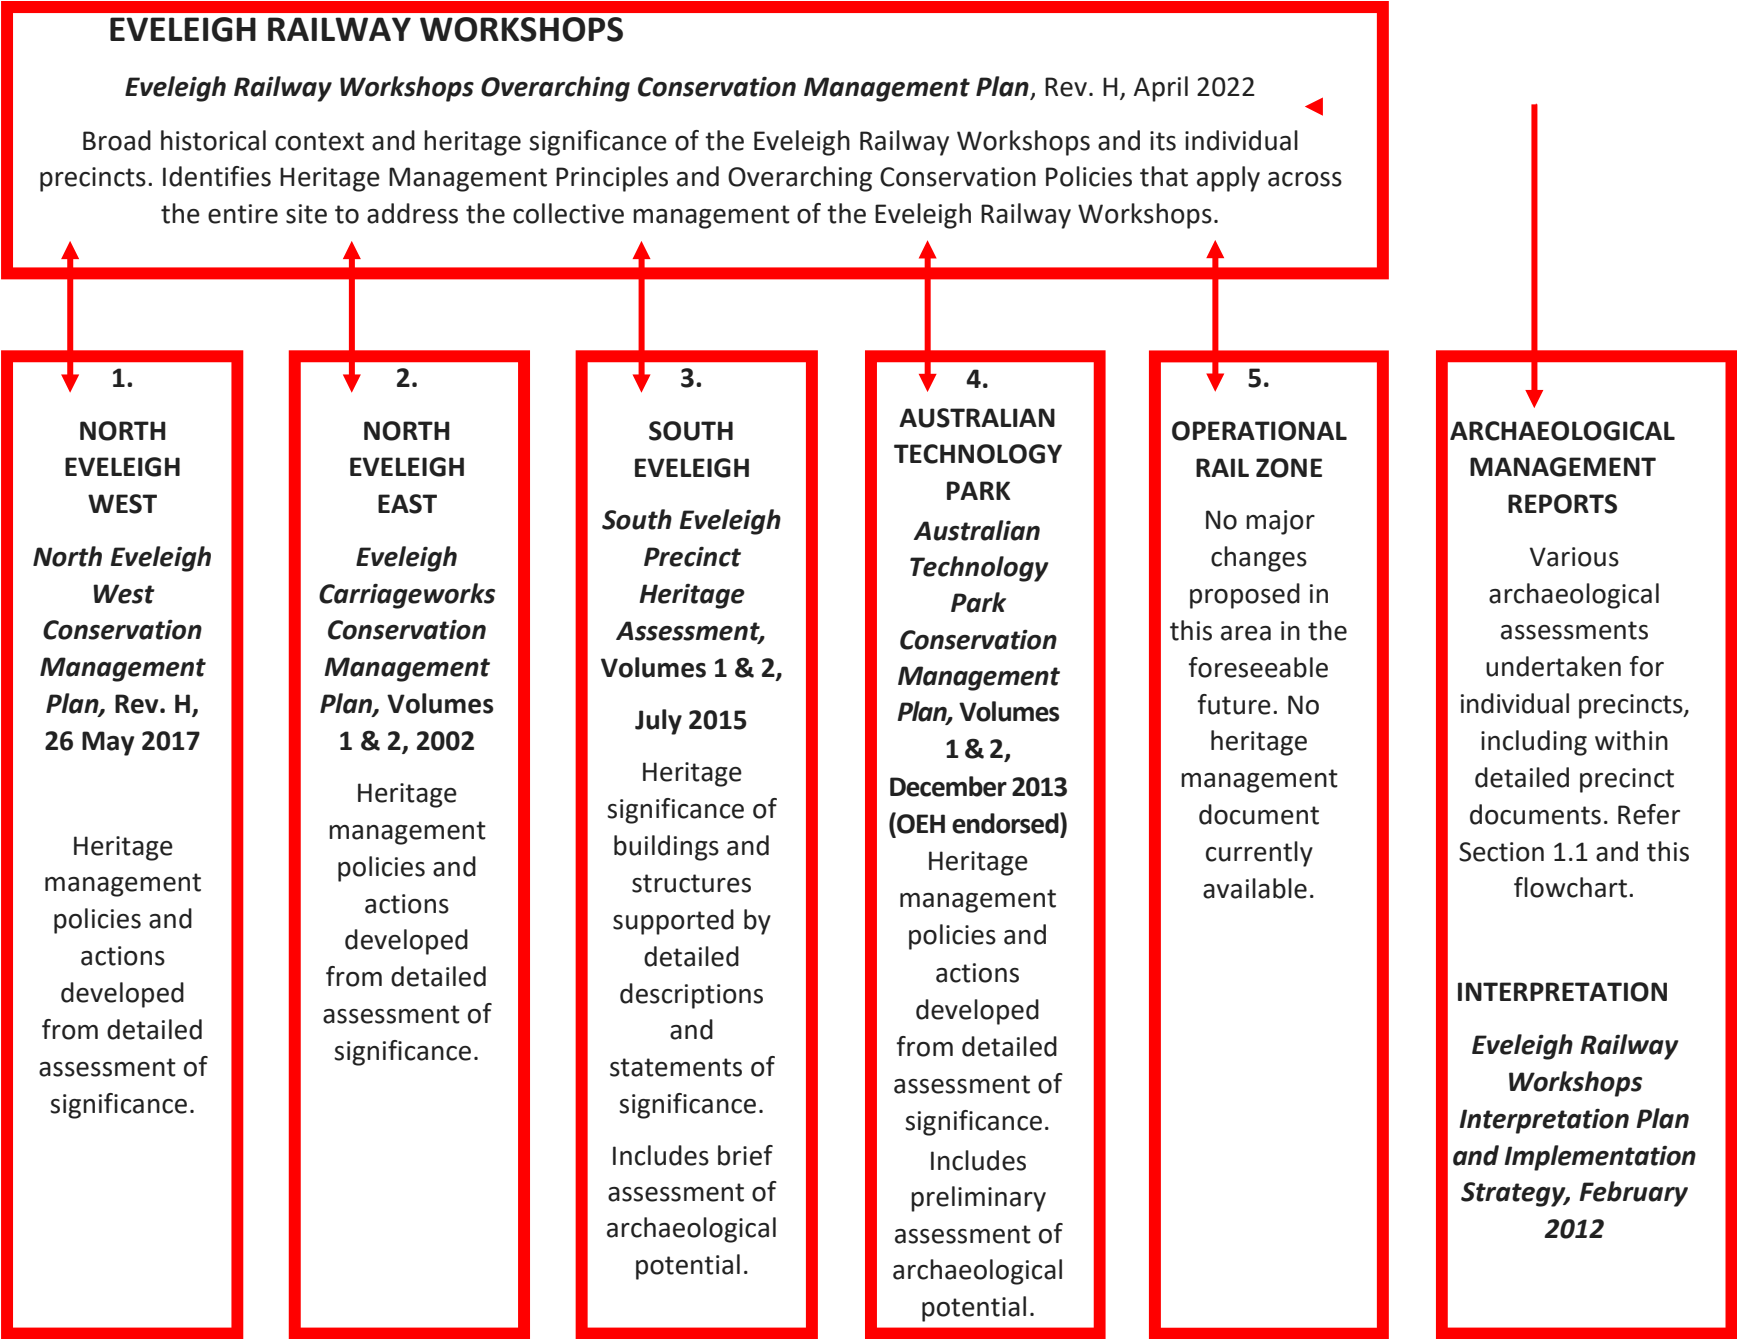 EVELEIGH RAILWAY WORKSHOPS
Eveleigh Railway Workshops Overarching Conservation Management Plan, Rev. H, April 2022
Broad historical context and heritage significance of the Eveleigh Railway Workshops and its individual
precincts. Identifies Heritage Management Principles and Overarching Conservation Policies that apply across
the entire site to address the collective management of the Eveleigh Railway Workshops.
1.
NORTH
EVELEIGH
WEST
North Eveleigh
West
Conservation
Management
Plan, Rev. H,
26 May 2017
Heritage
management
policies and
actions
developed
from detailed
assessment of
significance.
2.
NORTH
EVELEIGH
EAST
Eveleigh
Carriageworks
Conservation
Management
Plan, Volumes
1 & 2, 2002
Heritage
management
policies and
actions
developed
from detailed
assessment of
significance.
3.
SOUTH
EVELEIGH
South Eveleigh
Precinct
Heritage
Assessment,
Volumes 1 & 2,
July 2015
Heritage
significance of
buildings and
structures
supported by
detailed
descriptions
and
statements of
significance.
Includes brief
assessment of
archaeological
potential.
4.
AUSTRALIAN
TECHNOLOGY
PARK
Australian
Technology
Park
Conservation
Management
Plan, Volumes
1 & 2,
December 2013
(OEH endorsed)
Heritage
management
policies and
actions
developed
from detailed
assessment of
significance.
Includes
preliminary
assessment of
archaeological
potential.
5.
OPERATIONAL
RAIL ZONE
No major
changes
proposed in
this area in the
foreseeable
future. No
heritage
management
document
currently
available.
ARCHAEOLOGICAL
MANAGEMENT
REPORTS
Various
archaeological
assessments
undertaken for
individual precincts,
including within
detailed precinct
documents. Refer
Section 1.1 and this
flowchart.
INTERPRETATION
Eveleigh Railway
Workshops
Interpretation Plan
and Implementation
Strategy, February
2012